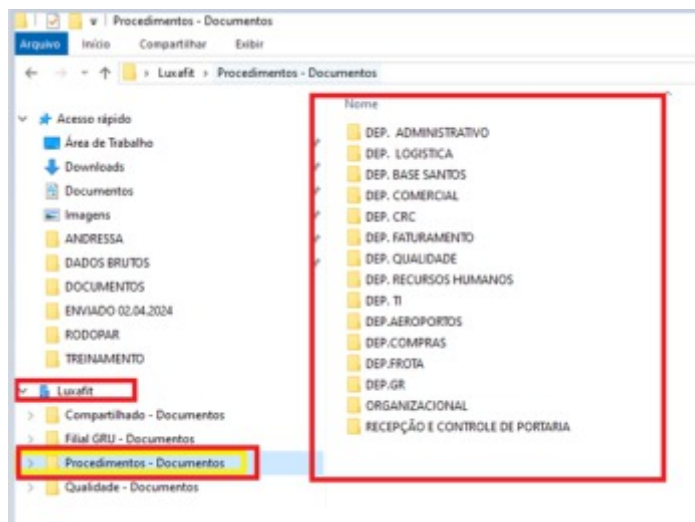 Procedimentos - Documentos
Arquivo Início Compartilhar Exibir
Luxafit > Procedimentos - Documentos
Acesso rápido
Área de Trabalho
Downloads
Documentos
Imagens
ANDRESSA
DADOS BRUTOS
DOCUMENTOS
ENVIADO 02.04.2024
RODOPAR
TREINAMENTO
Luxafit
Compartilhado - Documentos
Filial GRU - Documentos
Procedimentos - Documentos
Qualidade - Documentos
Nome
DEP. ADMINISTRATIVO
DEP. LOGISTICA
DEP. BASE SANTOS
DEP. COMERCIAL
DEP. CRC
DEP. FATURAMENTO
DEP. QUALIDADE
DEP. RECURSOS HUMANOS
DEP. TI
DEP.AEROPORTOS
DEP.COMPRAS
DEP.FROTA
DEP.GR
ORGANIZACIONAL
RECEPÇÃO E CONTROLE DE PORTARIA